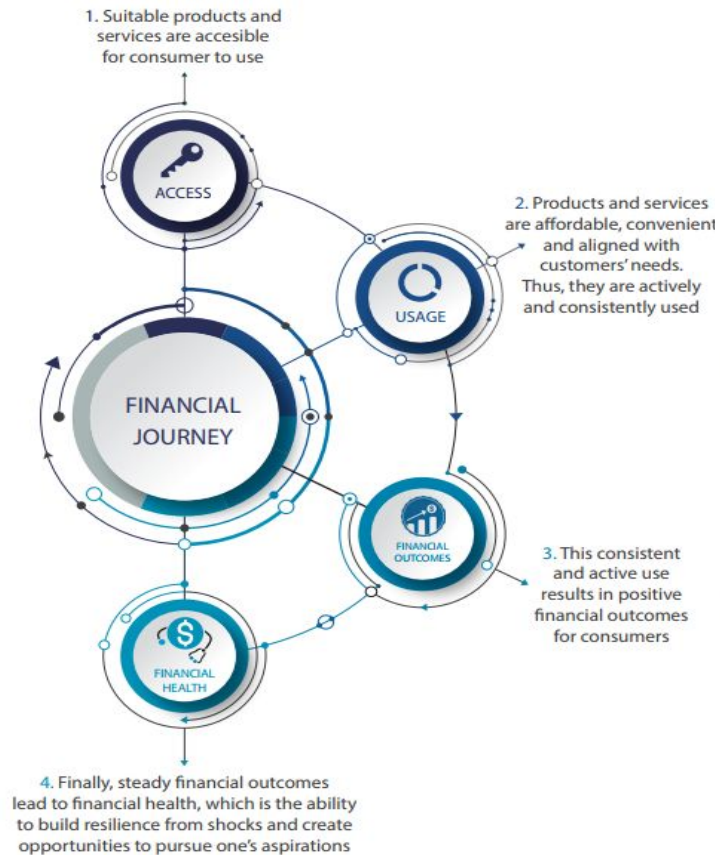 1. Suitable products and
services are accesible
for consumer to use
ACCESS
2. Products and services
are affordable, convenient
and aligned with
customers' needs.
Thus, they are actively
and consistently used
USAGE
FINANCIAL
JOURNEY
FINANCIAL
OUTCOMES
3. This consistent
and active use
results in positive
financial outcomes
for consumers
$
FINANCIAL
HEALTH
4. Finally, steady financial outcomes
lead to financial health, which is the ability
to build resilience from shocks and create
opportunities to pursue one's aspirations